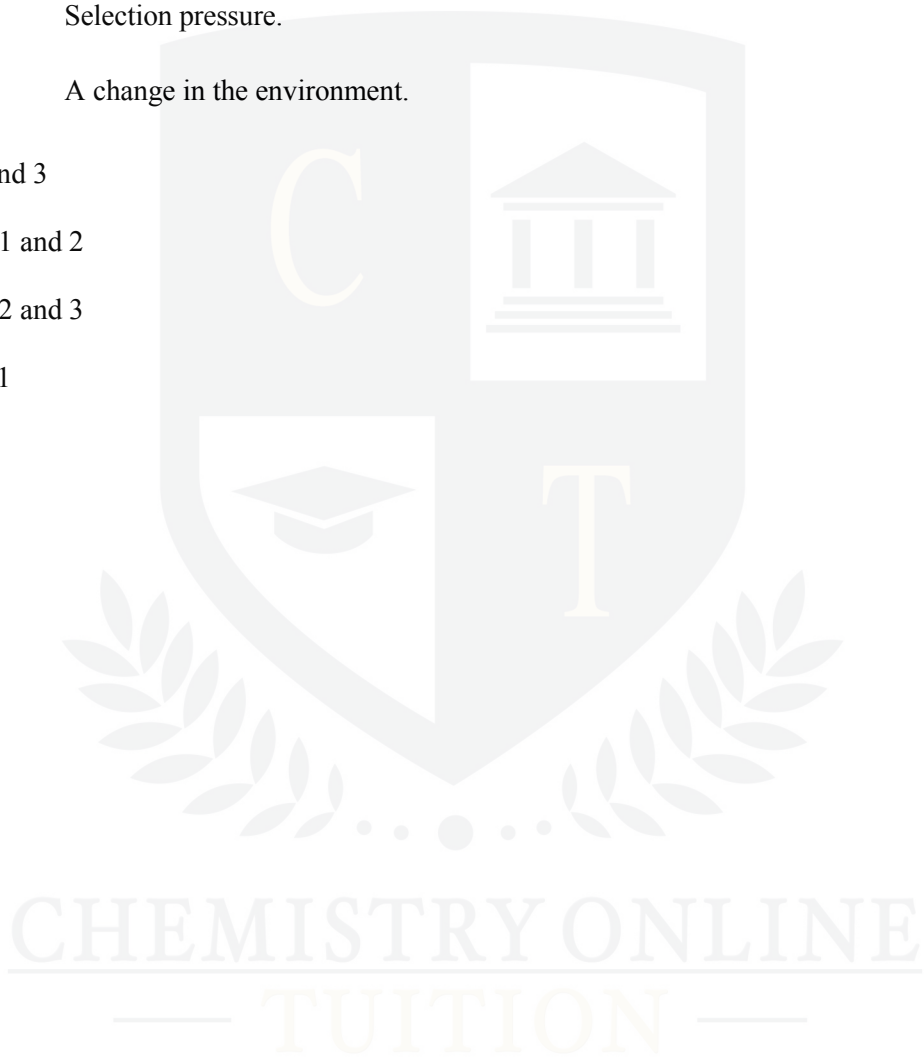 Selection pressure.
A change in the environment.
nd 3
1 and 2
2 and 3
1
C
T
CHEMISTRY ONLINE
— TUITION —